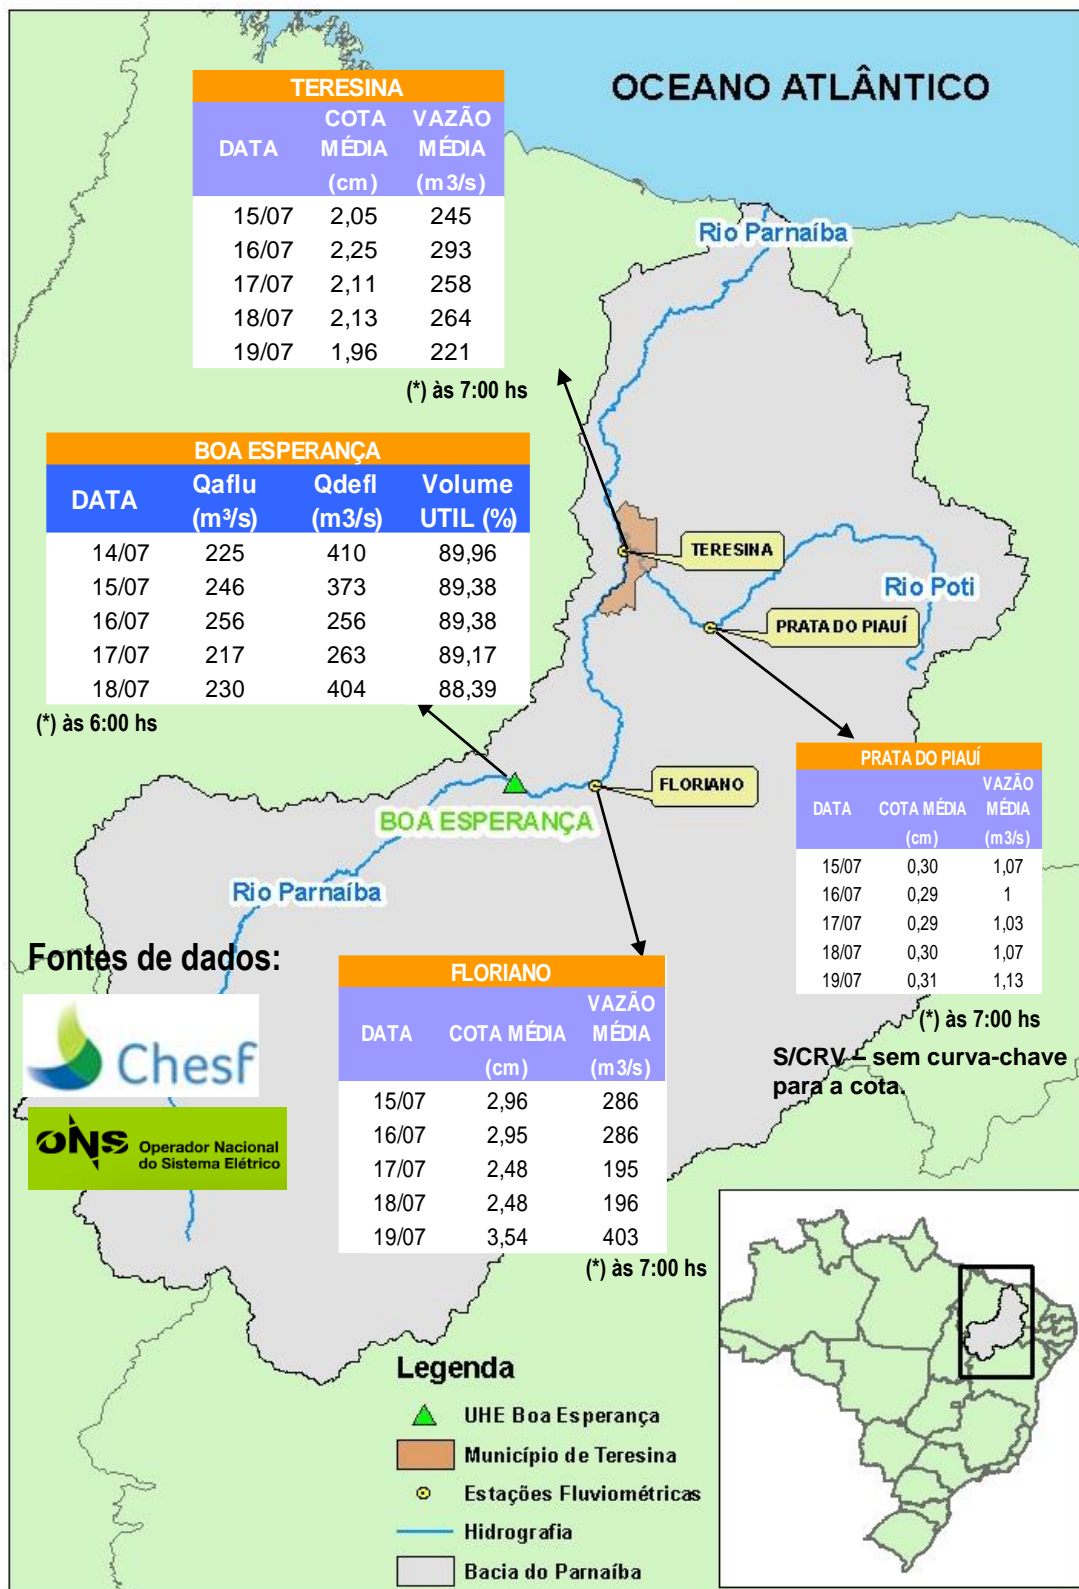 OCEANO ATLÂNTICO
TERESINA
DATA COTA MÉDIA (cm) VAZÃO MÉDIA (m3/s)
15/07 2,05 245
16/07 2,25 293
17/07 2,11 258
18/07 2,13 264
19/07 1,96 221
(*) às 7:00 hs
Rio Parnaíba
BOA ESPERANÇA
DATA Qaflu (m³/s) Qdefl (m3/s) Volume UTIL (%)
14/07 225 410 89,96
15/07 246 373 89,38
16/07 256 256 89,38
17/07 217 263 89,17
18/07 230 404 88,39
(*) às 6:00 hs
TERESINA
Rio Poti
PRATA DO PIAUÍ
FLORIANO
BOA ESPERANÇA
Rio Parnaíba
PRATA DO PIAUÍ
DATA COTA MÉDIA (cm) VAZÃO MÉDIA (m3/s)
15/07 0,30 1,07
16/07 0,29 1
17/07 0,29 1,03
18/07 0,30 1,07
19/07 0,31 1,13
(*) às 7:00 hs
S/CRV – sem curva-chave
para a cota.
Fontes de dados:
Chesf
ONS Operador Nacional
do Sistema Elétrico
FLORIANO
DATA COTA MÉDIA (cm) VAZÃO MÉDIA (m3/s)
15/07 2,96 286
16/07 2,95 286
17/07 2,48 195
18/07 2,48 196
19/07 3,54 403
(*) às 7:00 hs
Legenda
UHE Boa Esperança
Município de Teresina
Estações Fluviométricas
Hidrografia
Bacia do Parnaíba